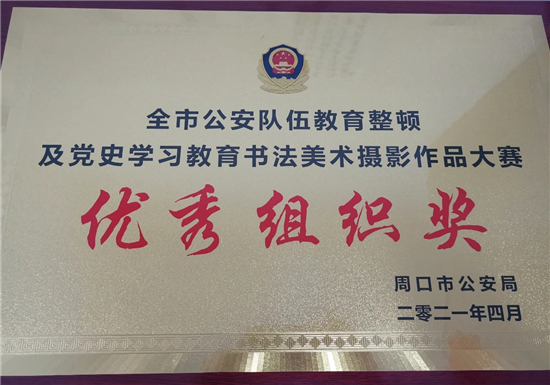 全市公安队伍教育整顿
及党史学习教育书法美术摄影作品大赛
优秀组织奖
周口市公安局
二零二一年四月